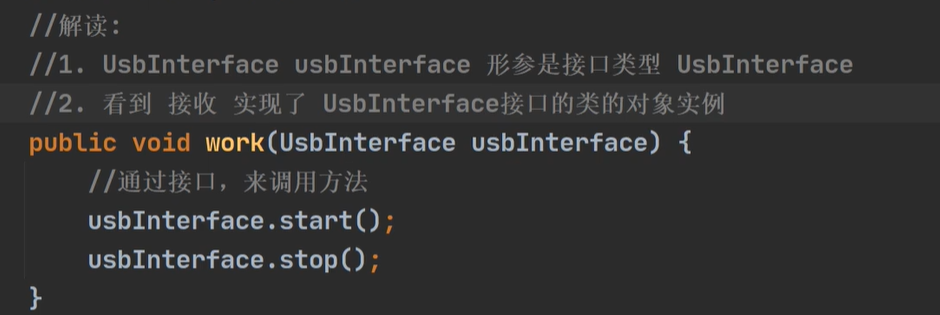 //解读:
//1. UsbInterface usbInterface 形参是接口类型 UsbInterface
//2. 看到 接收 实现了 UsbInterface接口的类的对象实例
public void work(UsbInterface usbInterface) {
//通过接口，来调用方法
usbInterface.start();
usbInterface.stop();
}